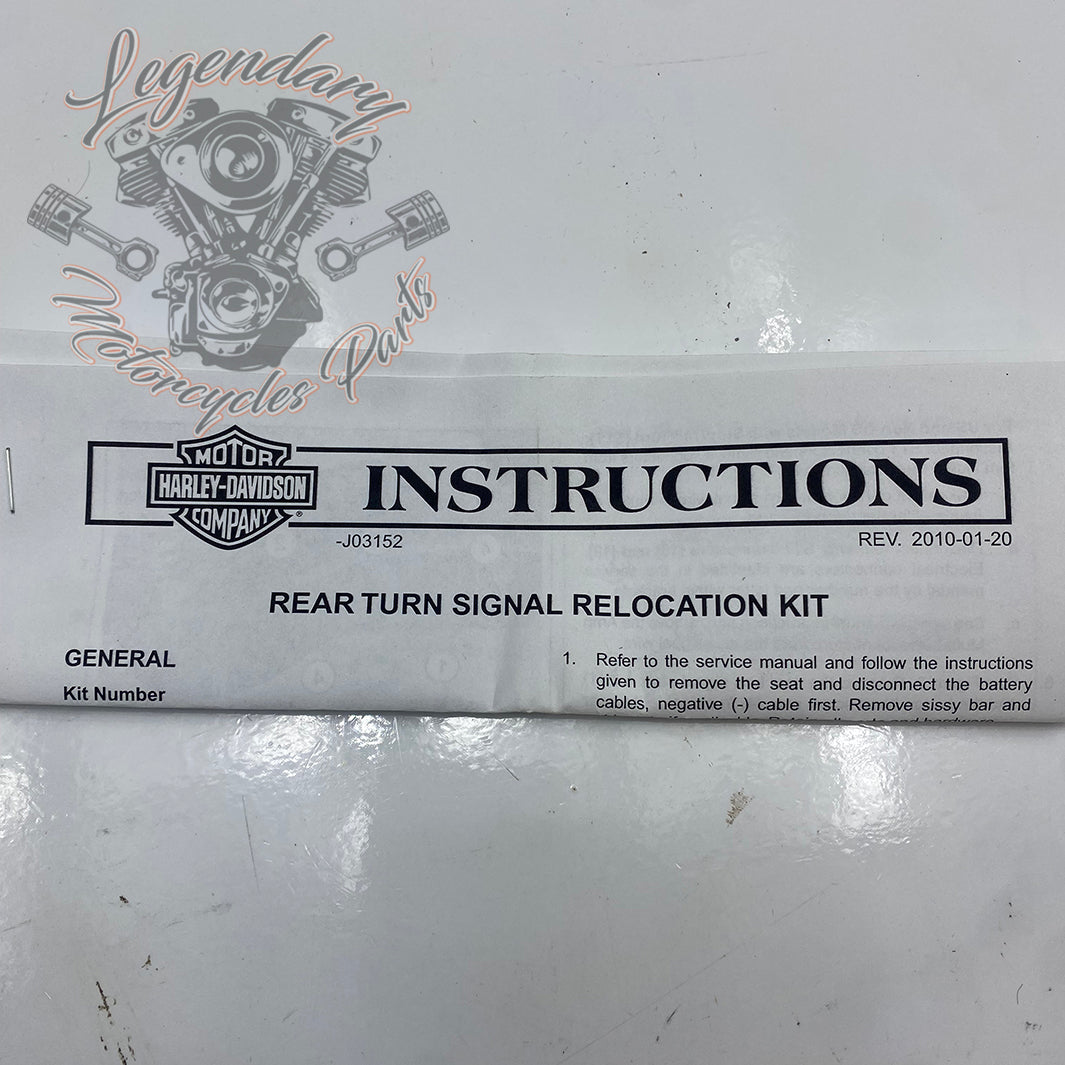 Legendary
Motorcycles Parts
MOTOR
HARLEY-DAVIDSON
COMPANY
®
INSTRUCTIONS
-J03152
REV. 2010-01-20
REAR TURN SIGNAL RELOCATION KIT
GENERAL
Kit Number
1. Refer to the service manual and follow the instructions
given to remove the seat and disconnect the battery
cables, negative (-) cable first. Remove sissy bar and